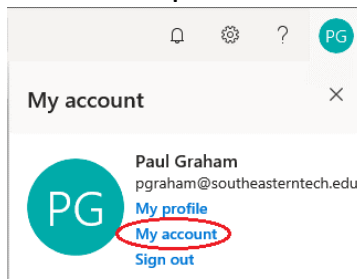 ?
PG
My account
PG
Paul Graham
pgraham@southeasterntech.edu
My profile
My account
Sign out